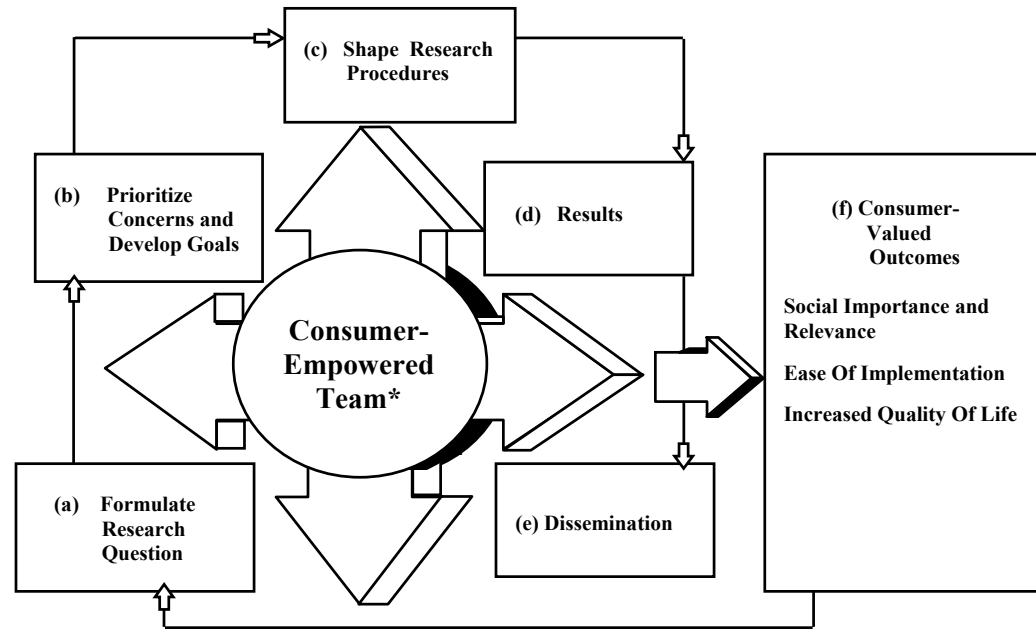 (c) Shape Research
Procedures
(b) Prioritize
Concerns and
Develop Goals
(d) Results
(f) Consumer-
Valued
Outcomes
Social Importance and
Relevance
Ease Of Implementation
Increased Quality Of Life
Consumer-
Empowered
Team*
(a) Formulate
Research
Question
(e) Dissemination